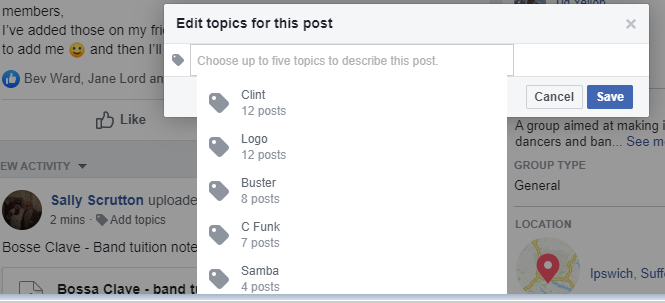 members,
I've added those on my frie
to add me 😉 and then I'll
Bev Ward, Jane Lord an
Like
EW ACTIVITY
Sally Scrutton uploade
2 mins · Add topics
Bosse Clave - Band tuition note
Bossa Clave - band tu
Edit topics for this post
×
Choose up to five topics to describe this post.
Clint
12 posts
Logo
12 posts
Buster
8 posts
C Funk
7 posts
Samba
4 posts
Cancel
Save
A group aimed at making i
dancers and ban... See m
GROUP TYPE
General
LOCATION
Ipswich, Suff